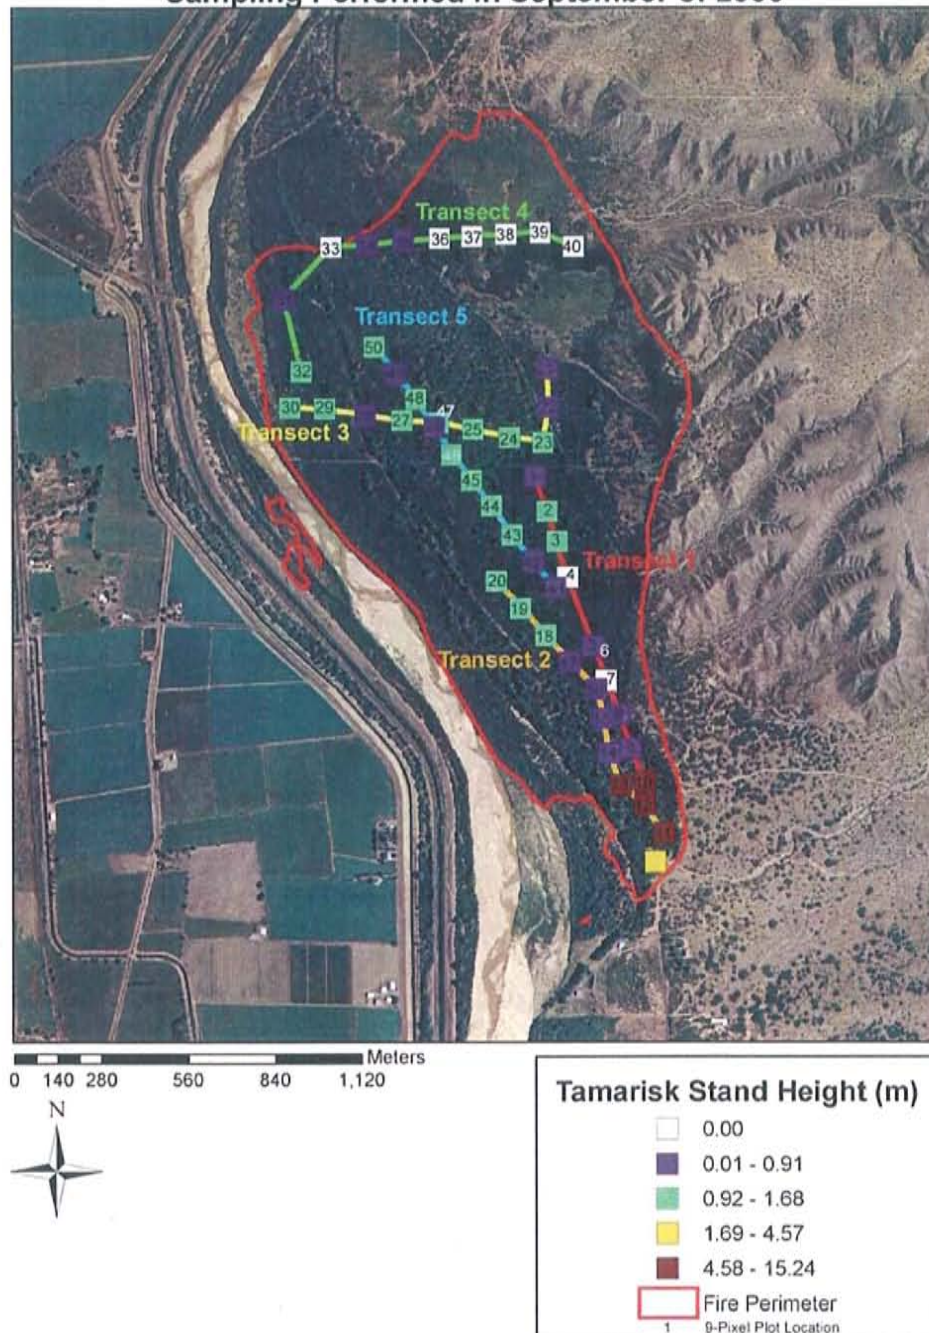 Transect 4
33
36
37
38
39
40
Transect 5
50
32
48
30
29
47
27
25
24
23
Transect 3
45
2
44
43
3
Transect 1
4
20
19
18
6
Transect 2
7
Meters
0 140 280 560 840 1,120
N
Tamarisk Stand Height (m)
0.00
0.01 - 0.91
0.92 - 1.68
1.69 - 4.57
4.58 - 15.24
Fire Perimeter
1 9-Pixel Plot Location